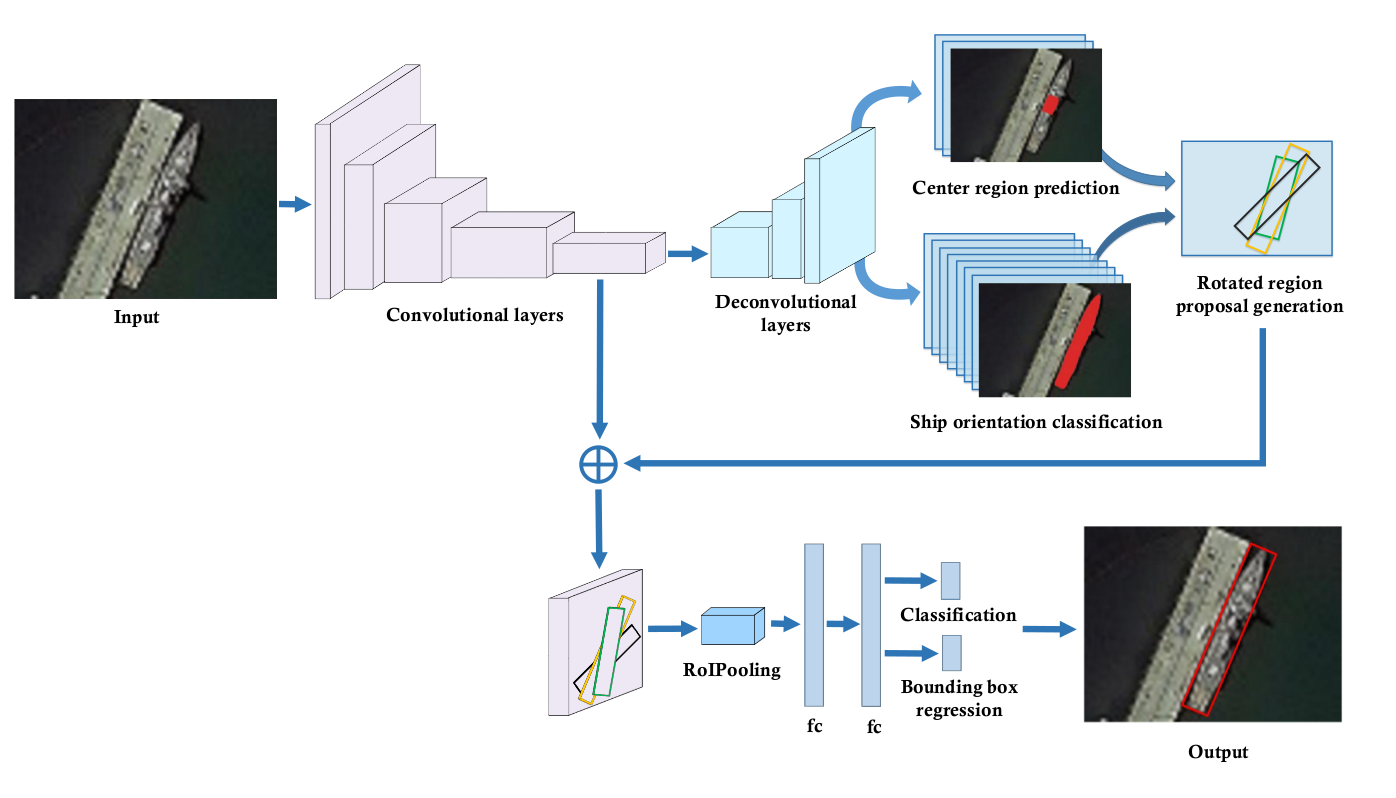 Input
Convolutional layers
Deconvolutional
layers
Center region prediction
Ship orientation classification
Rotated region
proposal generation
RoIPooling
fc
fc
Classification
Bounding box
regression
Output